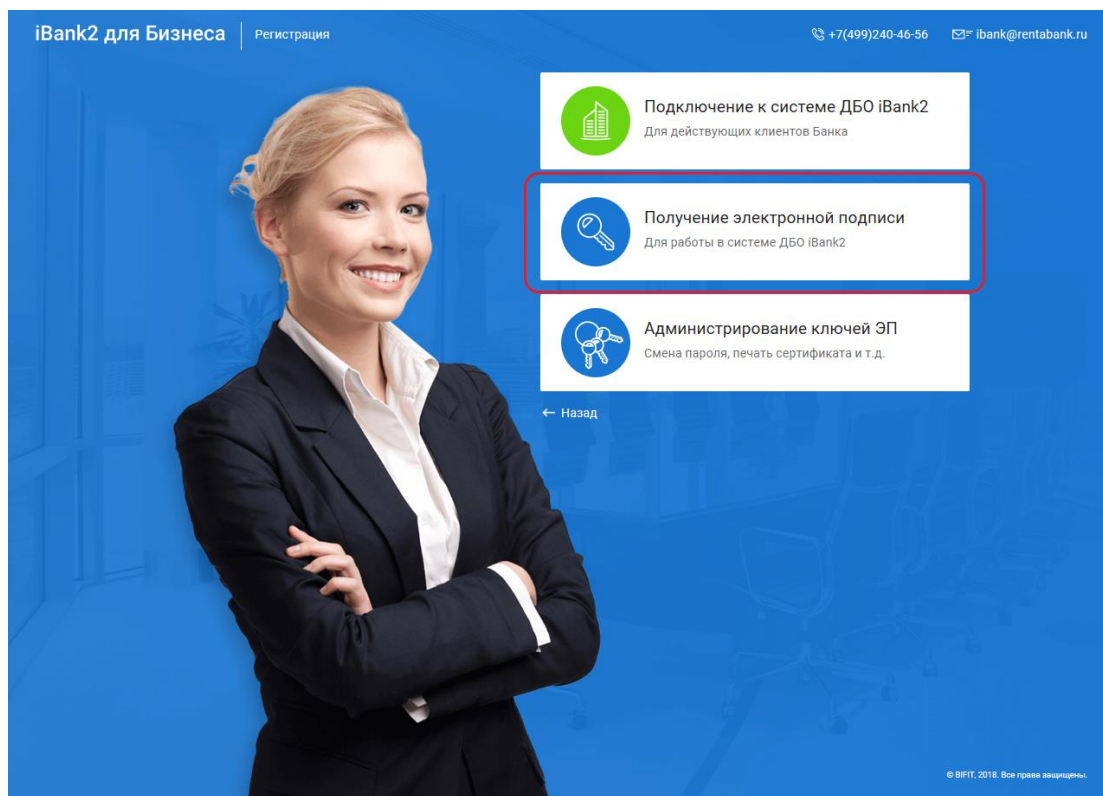 iBank2 для Бизнеса
Регистрация
+7(499)240-46-56
ibank@rentabank.ru
Подключение к системе ДБО iBank2
Для действующих клиентов Банка
Получение электронной подписи
Для работы в системе ДБО iBank2
Администрирование ключей ЭП
Смена пароля, печать сертификата и т.д.
← Назад
© BIFIT, 2018. Все права защищены.